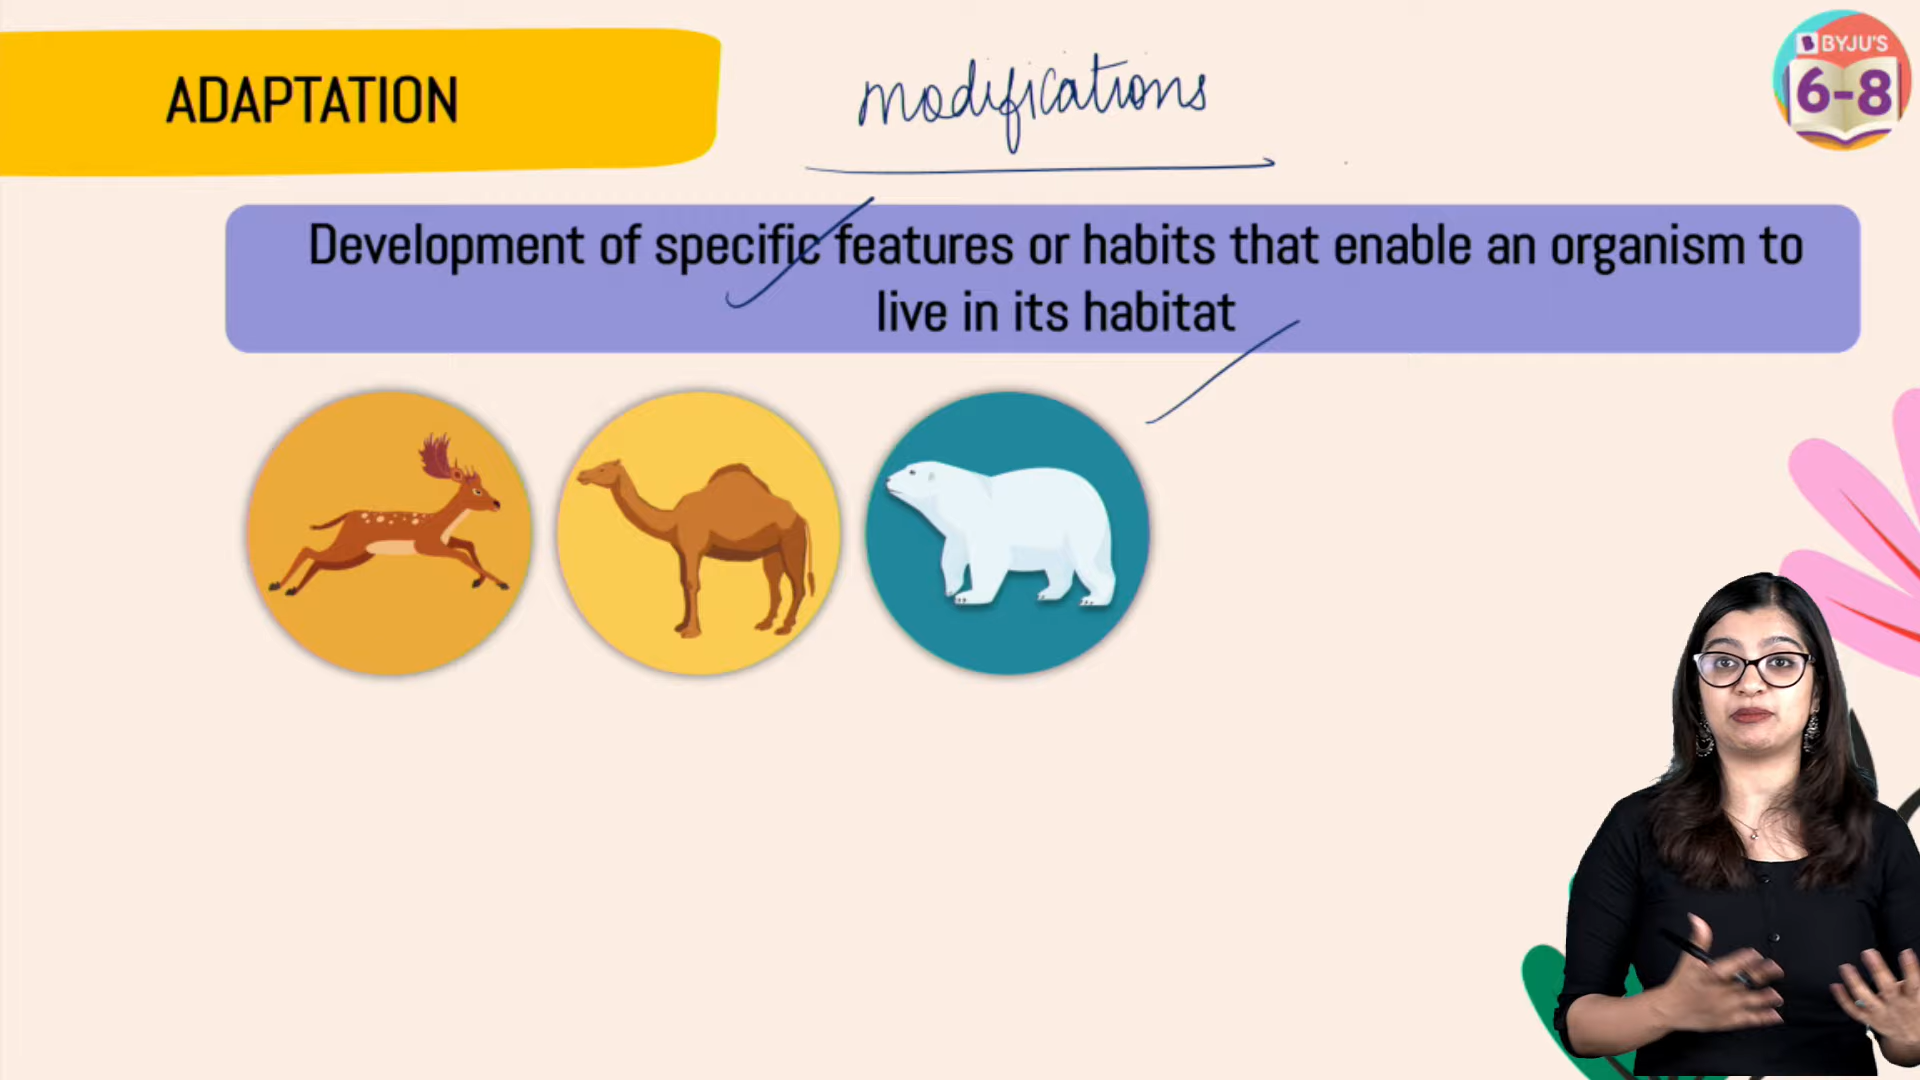 ADAPTATION
modifications
BYJU'S
6-8
Development of specific features or habits that enable an organism to
live in its habitat